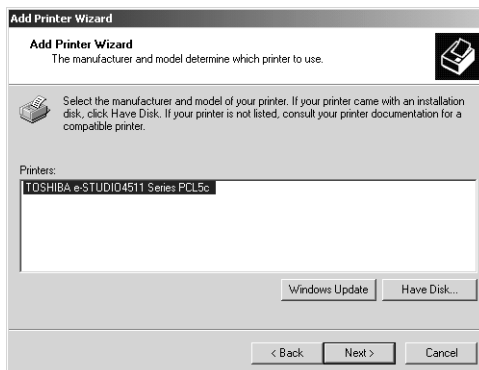 Add Printer Wizard
Add Printer Wizard
The manufacturer and model determine which printer to use.
Select the manufacturer and model of your printer. If your printer came with an installation
disk, click Have Disk. If your printer is not listed, consult your printer documentation for a
compatible printer.
Printers:
TOSHIBA e-STUDIO4511 Series PCL5c
Windows Update Have Disk...
< Back Next > Cancel